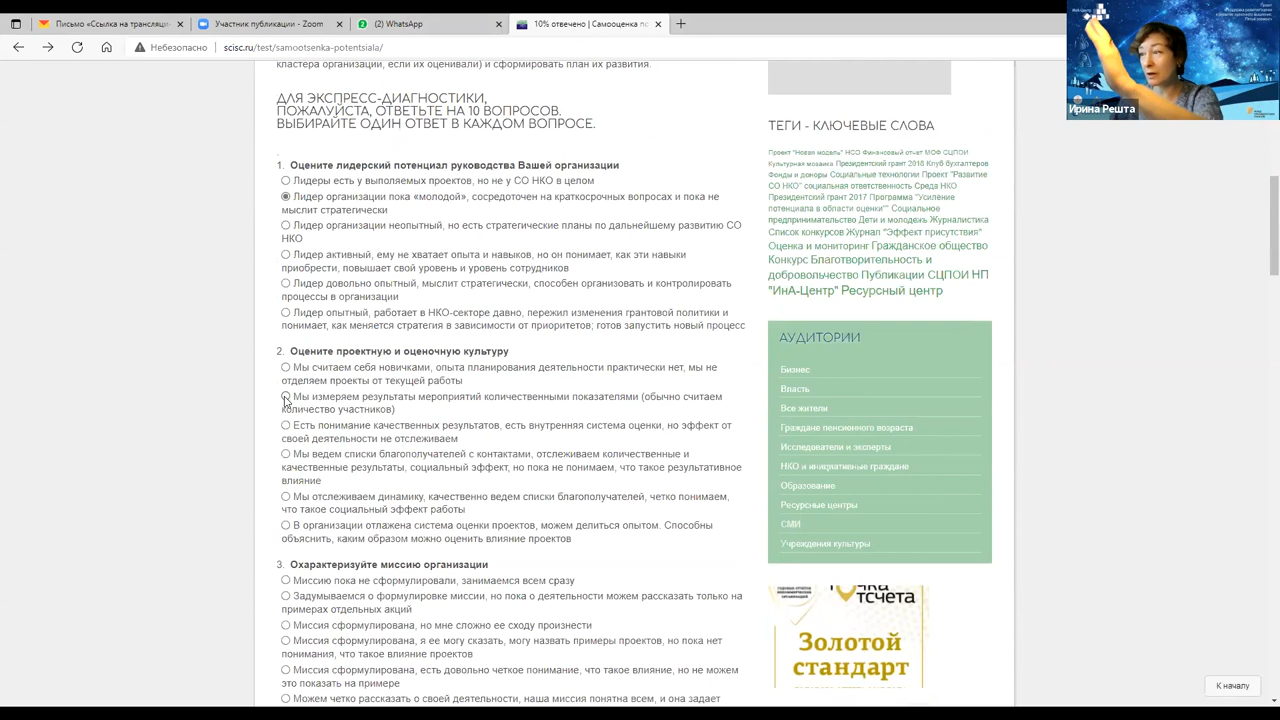 Письмо «Ссылка на трансляци
Участник публикации - Zoom
(2) WhatsApp
10% отвечено | Самооценка по
Небезопасно
scisc.ru/test/samootsenka-potentsiala/
Ирина Решта
кластера организации, если их оценивали) и сформировать план их развития.
ДЛЯ ЭКСПРЕСС-ДИАГНОСТИКИ,
ПОЖАЛУЙСТА, ОТВЕТЬТЕ НА 10 ВОПРОСОВ.
ВЫБИРАЙТЕ ОДИН ОТВЕТ В КАЖДОМ ВОПРОСЕ.
1. Оцените лидерский потенциал руководства Вашей организации
Лидеры есть у выполяемых проектов, но не у СО НКО в целом
Лидер организации пока «молодой», сосредоточен на краткосрочных вопросах и пока не
мыслит стратегически
Лидер организации неопытный, но есть стратегические планы по дальнейшему развитию СО
НКО
Лидер активный, ему не хватает опыта и навыков, но он понимает, как эти навыки
приобрести, повышает свой уровень и уровень сотрудников
Лидер довольно опытный, мыслит стратегически, способен организовать и контролировать
процессы в организации
Лидер опытный, работает в НКО-секторе давно, пережил изменения грантовой политики и
понимает, как меняется стратегия в зависимости от приоритетов; готов запустить новый процесс
2. Оцените проектную и оценочную культуру
Мы считаем себя новичками, опыта планирования деятельности практически нет, мы не
отделяем проекты от текущей работы
Мы измеряем результаты мероприятий количественными показателями (обычно считаем
количество участников)
Есть понимание качественных результатов, есть внутренняя система оценки, но эффект от
своей деятельности не отслеживаем
Мы ведем списки благополучателей с контактами, отслеживаем количественные и
качественные результаты, социальный эффект, но пока не понимаем, что такое результативное
влияние
Мы отслеживаем динамику, качественно ведем списки благополучателей, четко понимаем,
что такое социальный эффект работы
В организации отлажена система оценки проектов, можем делиться опытом. Способны
объяснить, каким образом можно оценить влияние проектов
3. Охарактеризуйте миссию организации
Миссию пока не сформулировали, занимаемся всем сразу
Задумываемся о формулировке миссии, но пока о деятельности можем рассказать только на
примерах отдельных акций
Миссия сформулирована, но мне сложно ее сходу произнести
Миссия сформулирована, я ее могу сказать, могу назвать примеры проектов, но пока нет
понимания, что такое влияние проектов
Миссия сформулирована, есть довольно четкое понимание, что такое влияние, но не можем
это показать на примере
Можем четко рассказать о своей деятельности, наша миссия понятна всем, и она задает
ТЕГИ - КЛЮЧЕВЫЕ СЛОВА
Проект "Новая модель" НСО Финансовый отчет МОФ СЦПОИ
Культурная мозаика Президентский грант 2018 Клуб бухгалтеров
Фонды и доноры Социальные технологии Проект "Развитие
СО НКО" социальная ответственность Среда НКО
Президентский грант 2017 Программа "Усиление
потенциала в области оценки"" Социальное
предпринимательство Дети и молодежь Журналистика
Список конкурсов Журнал "Эффект присутствия"
Оценка и мониторинг Гражданское общество
Конкурс Благотворительность и
добровольчество Публикации СЦПОИ НП
"ИнА-Центр" Ресурсный центр
АУДИТОРИИ
Бизнес
Власть
Все жители
Граждане пенсионного возраста
Исследователи и эксперты
НКО и инициативные граждане
Образование
Ресурсные центры
СМИ
Учреждения культуры
тсчета
Золотой
стандарт
К началу